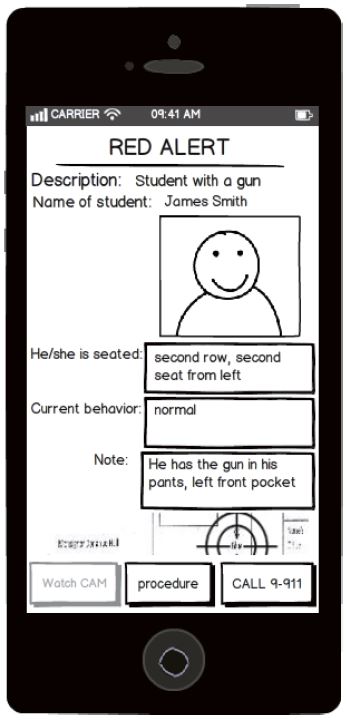 CARRIER 09:41 AM
RED ALERT
Description: Student with a gun
Name of student: James Smith
He/she is seated: second row, second
seat from left
Current behavior: normal
Note: He has the gun in his
pants, left front pocket
Watch CAM procedure CALL 9-911